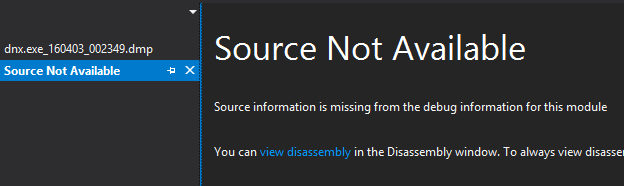 dnx.exe_160403_002349.dmp
Source Not Available
Source Not Available
Source information is missing from the debug information for this module
You can view disassembly in the Disassembly window. To always view